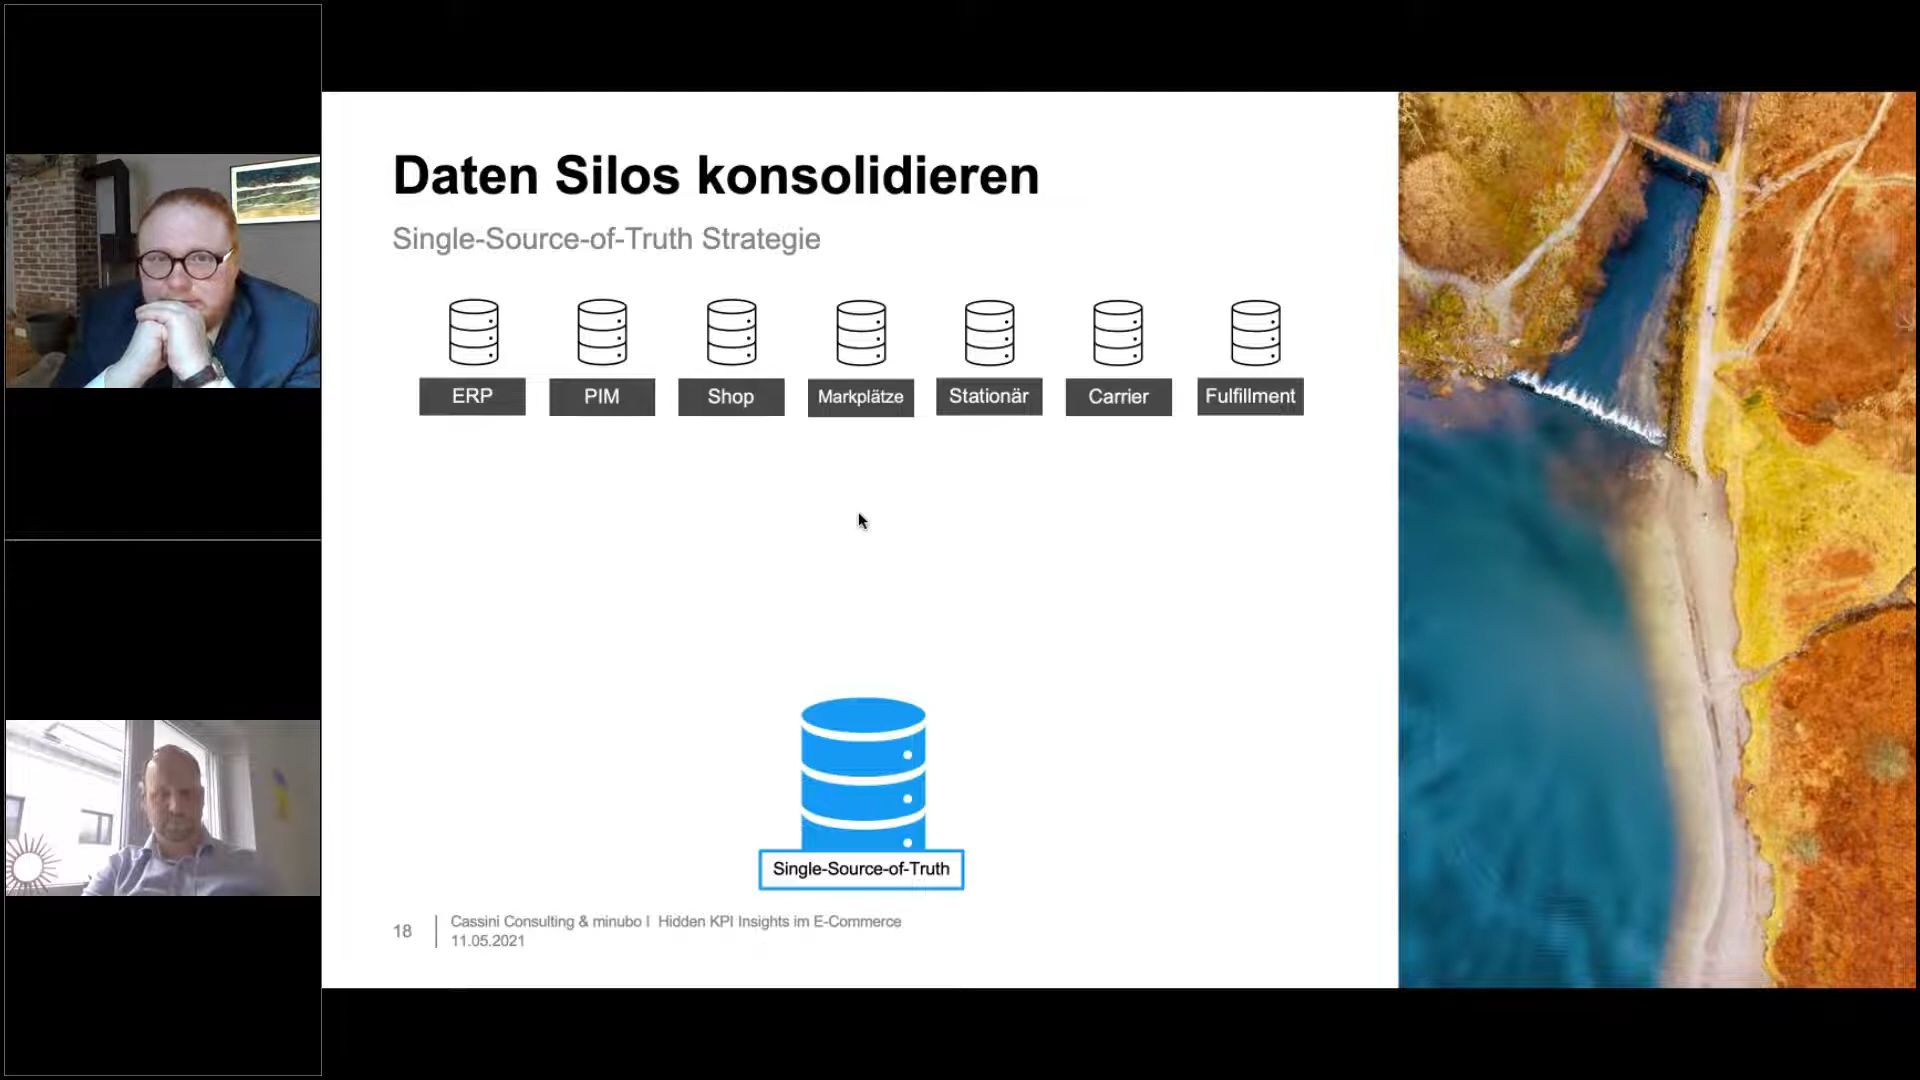 Daten Silos konsolidieren
Single-Source-of-Truth Strategie
ERP
PIM
Shop
Markplätze
Stationär
Carrier
Fulfillment
Single-Source-of-Truth
18
Cassini Consulting & minubo I Hidden KPI Insights im E-Commerce
11.05.2021